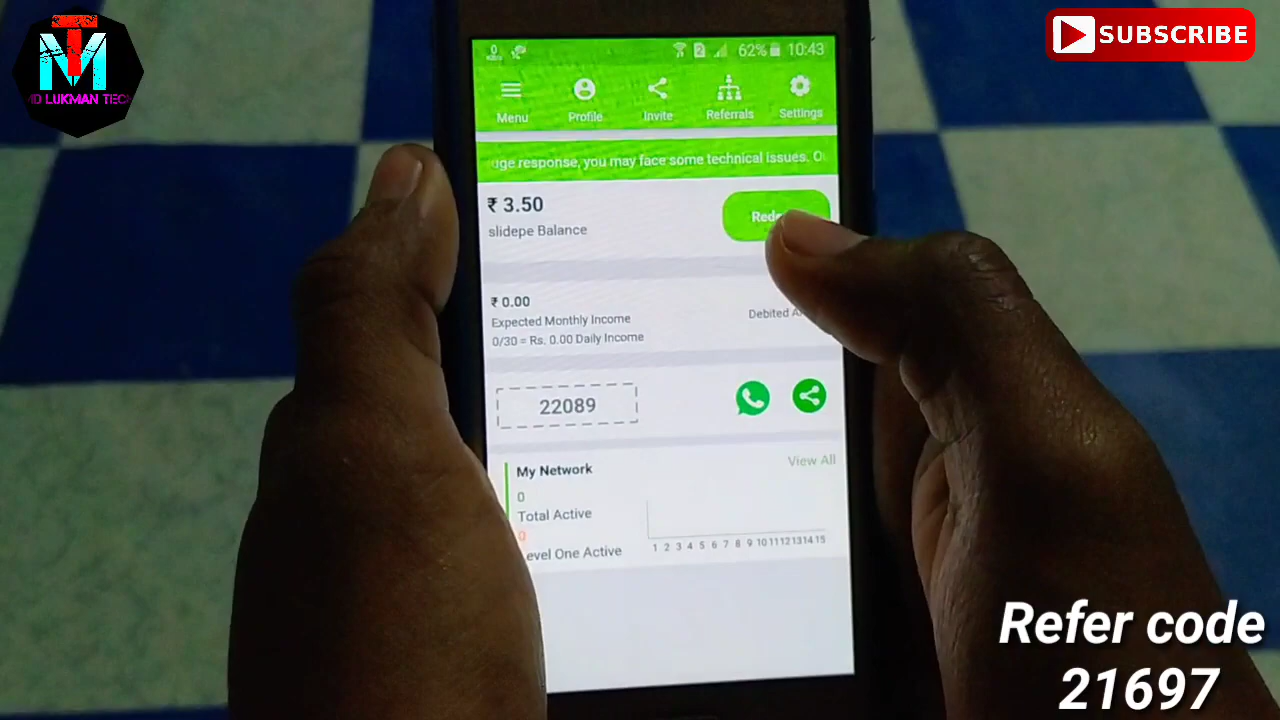 TM
MD LUKMAN TECH
SUBSCRIBE
0
62% 10:43
Menu
Profile
Invite
Referrals
Settings
response, you may face some technical issues.
₹ 3.50
slidepe Balance
₹ 0.00
Expected Monthly Income
Debited
0/30 = Rs. 0.00 Daily Income
22089
My Network
View All
0
Total Active
0
Level One Active
1 2 3 4 5 6 7 8 9 10 11 12 13 14 15
Refer code
21697